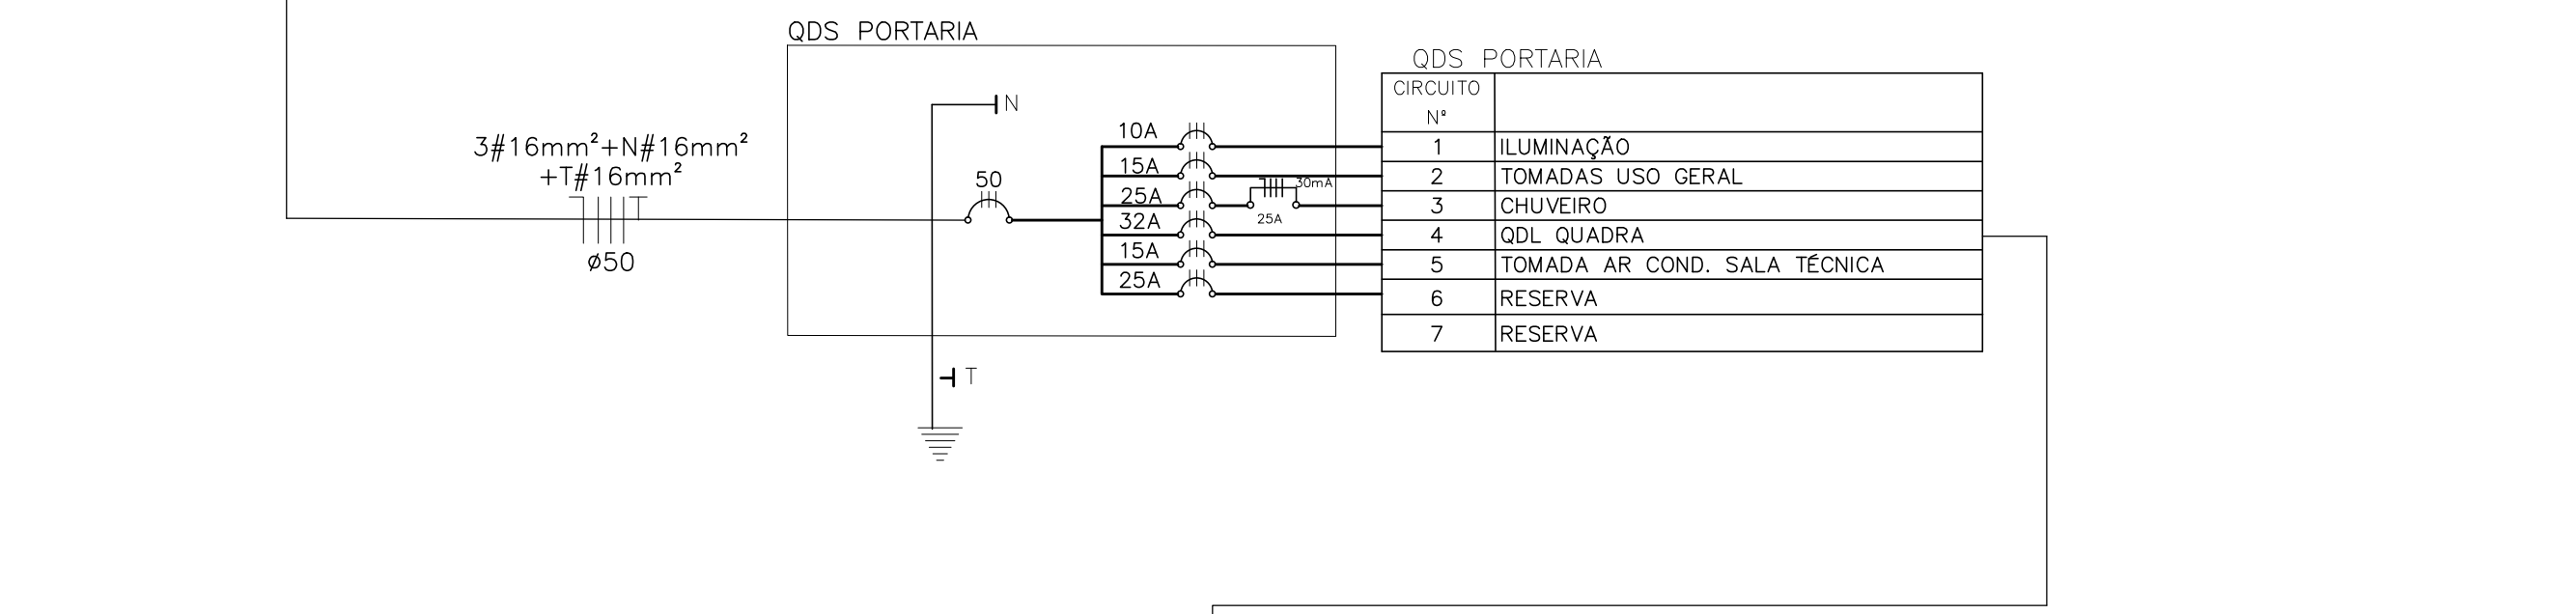 QDS PORTARIA
QDS PORTARIA
CIRCUITO
Nº
N
3#16mm²+N#16mm²
+T#16mm²
Ø50
50
10A
1 ILUMINAÇÃO
15A
2 TOMADAS USO GERAL
30mA
25A
25A
3 CHUVEIRO
32A
4 QDL QUADRA
15A
5 TOMADA AR COND. SALA TÉCNICA
25A
6 RESERVA
7 RESERVA
T